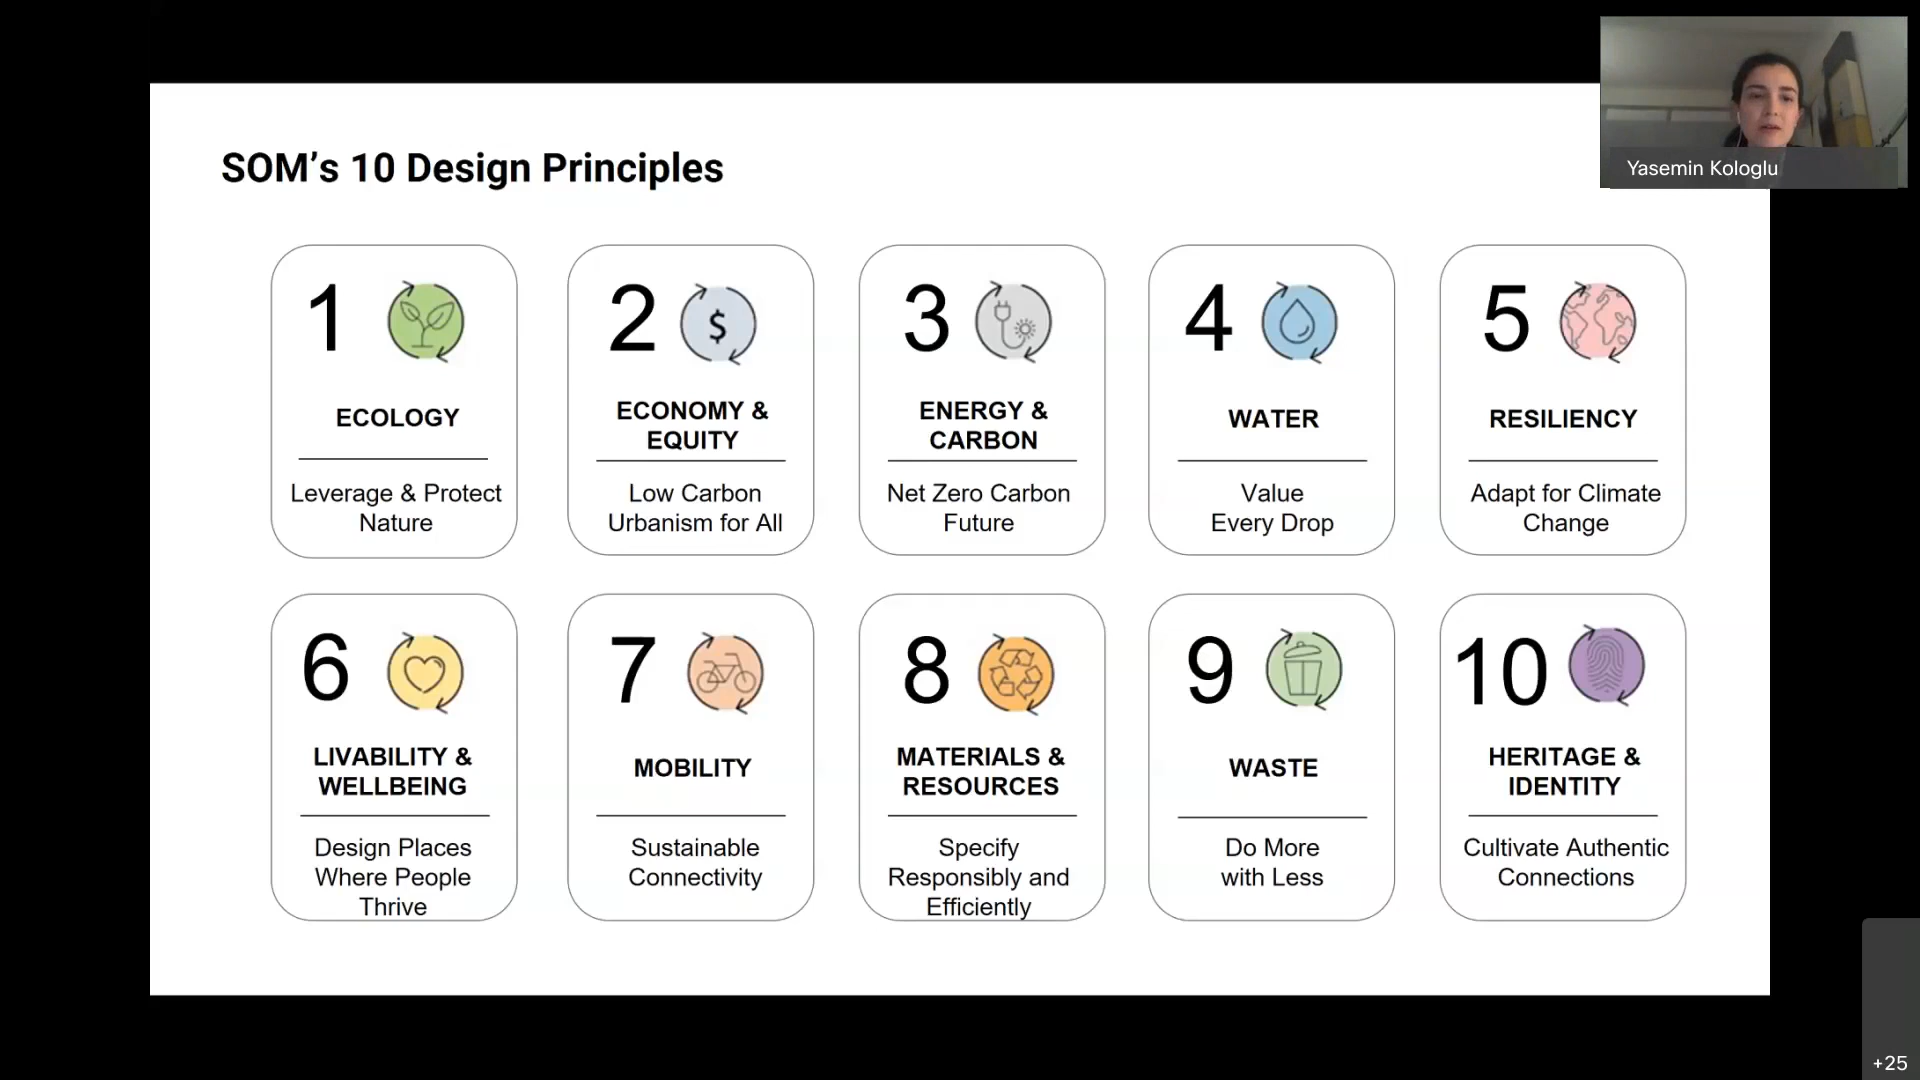 SOM’s 10 Design Principles
Yasemin Kologlu
1
ECOLOGY
Leverage & Protect
Nature
2
$
ECONOMY &
EQUITY
Low Carbon
Urbanism for All
3
ENERGY &
CARBON
Net Zero Carbon
Future
4
WATER
Value
Every Drop
5
RESILIENCY
Adapt for Climate
Change
6
LIVABILITY &
WELLBEING
Design Places
Where People
Thrive
7
MOBILITY
Sustainable
Connectivity
8
MATERIALS &
RESOURCES
Specify
Responsibly and
Efficiently
9
WASTE
Do More
with Less
10
HERITAGE &
IDENTITY
Cultivate Authentic
Connections
+25